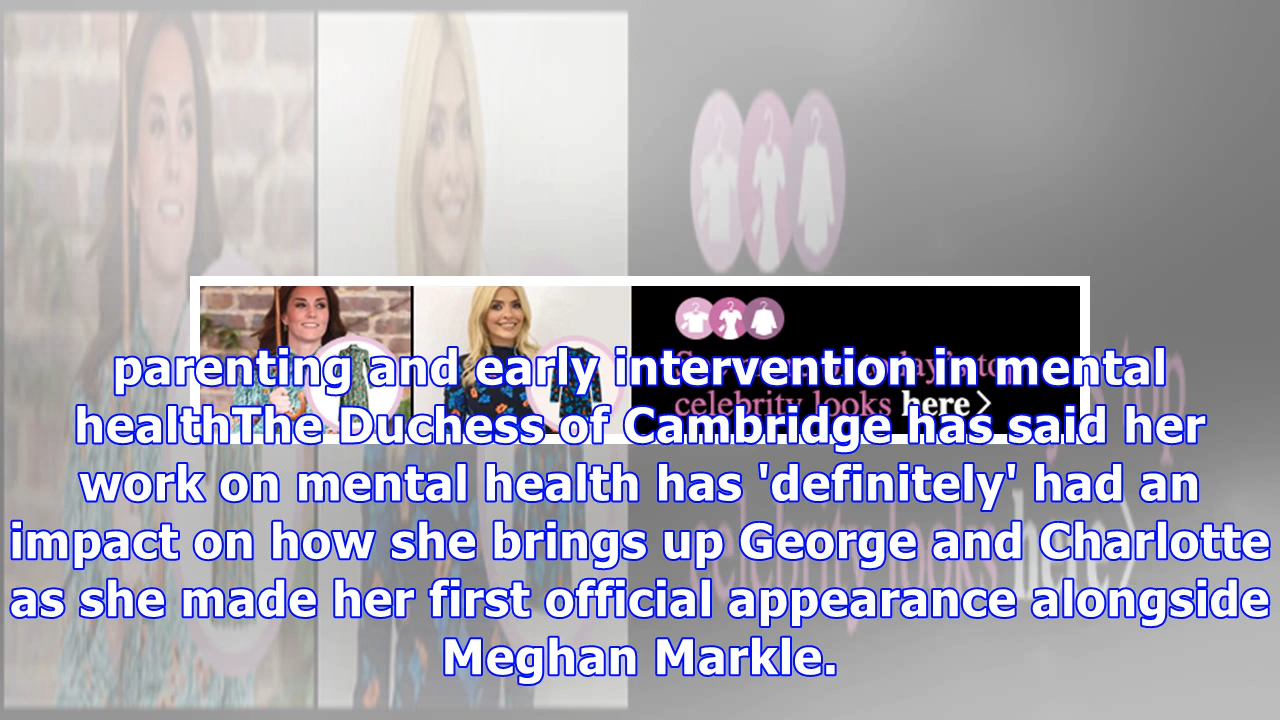 parenting and early intervention in mental
healthThe Duchess of Cambridge has said her
work on mental health has 'definitely' had an
impact on how she brings up George and Charlotte
as she made her first official appearance alongside
Meghan Markle.
celebrity looks here